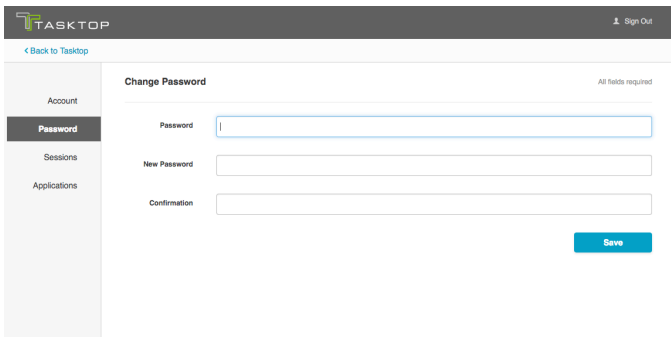 TASKTOP
Sign Out
Back to Tasktop
Change Password
All fields required
Account
Password
Sessions
Applications
Password
New Password
Confirmation
Save